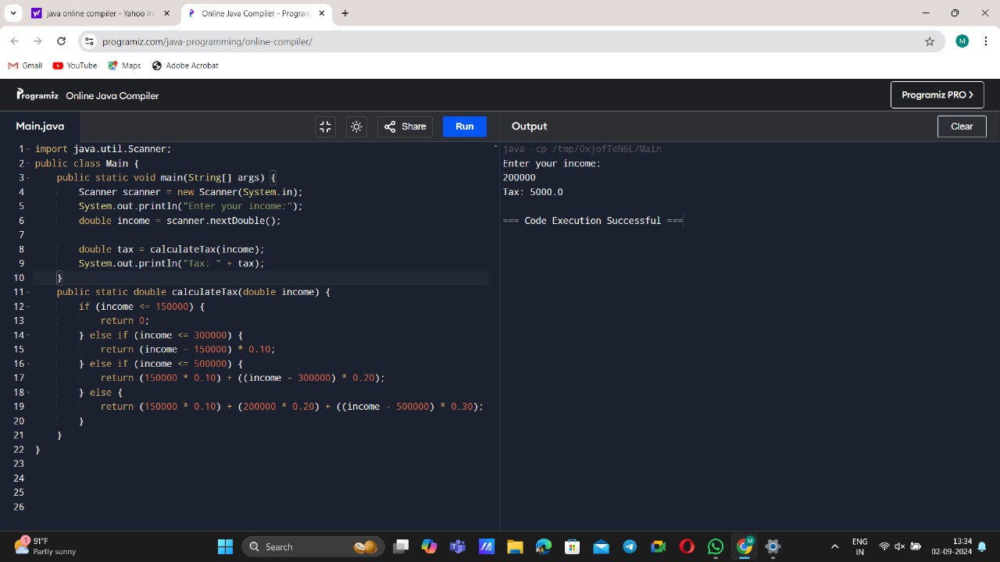 java online compiler - Yahoo In
Online Java Compiler - Program
programiz.com/java-programming/online-compiler/
M
Gmail
YouTube
Maps
Adobe Acrobat
Programiz Online Java Compiler
Programiz PRO >
Main.java
Share
Run
Output
Clear
1 import java.util.Scanner;
2 public class Main {
3 public static void main(String[] args) {
4 Scanner scanner = new Scanner(System.in);
5 System.out.println("Enter your income:");
6 double income = scanner.nextDouble();
7
8 double tax = calculateTax(income);
9 System.out.println("Tax: " + tax);
10 }
11 public static double calculateTax(double income) {
12 if (income <= 150000) {
13 return 0;
14 } else if (income <= 300000) {
15 return (income - 150000) * 0.10;
16 } else if (income <= 500000) {
17 return (150000 * 0.10) + ((income - 300000) * 0.20);
18 } else {
19 return (150000 * 0.10) + (200000 * 0.20) + ((income - 500000) * 0.30);
20 }
21 }
22 }
23
24
25
26
java -cp /tmp/0xjofTeN6L/Main
Enter your income:
200000
Tax: 5000.0
=== Code Execution Successful ===
1
91°F
Partly sunny
Search
M
ENG
IN
13:34
02-09-2024